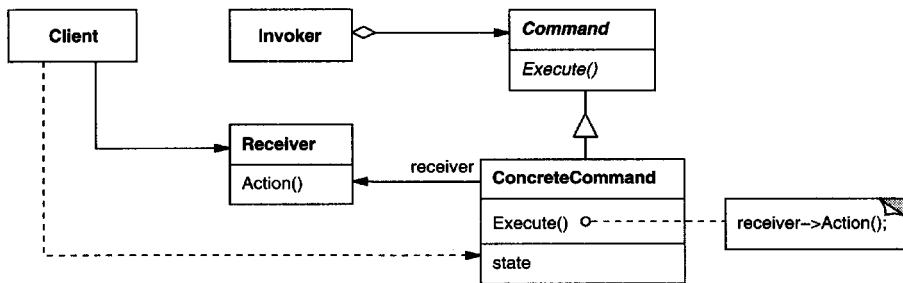 Client
Invoker
Command
Execute()
Receiver
Action()
receiver
ConcreteCommand
Execute()
receiver–>Action();
state